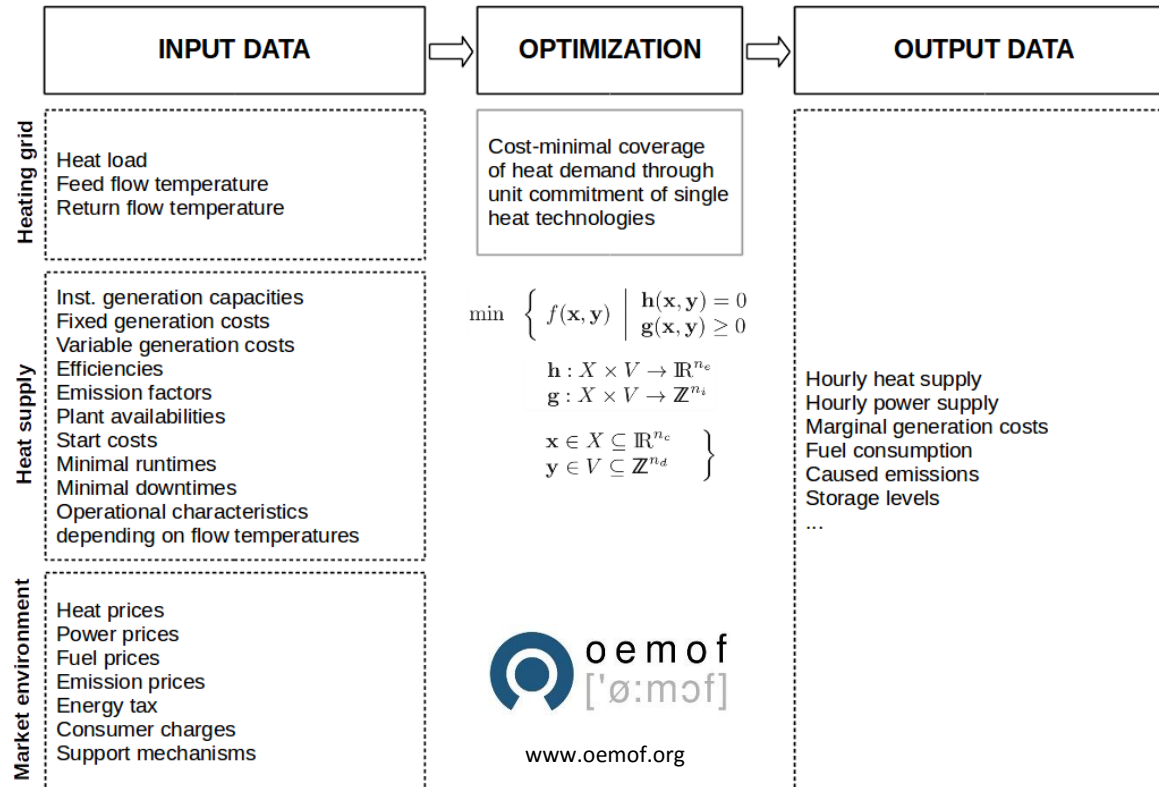 INPUT DATA
OPTIMIZATION
OUTPUT DATA
Heating grid
Heat load
Feed flow temperature
Return flow temperature
Cost-minimal coverage
of heat demand through
unit commitment of single
heat technologies
Heat supply
Inst. generation capacities
Fixed generation costs
Variable generation costs
Efficiencies
Emission factors
Plant availabilities
Start costs
Minimal runtimes
Minimal downtimes
Operational characteristics
depending on flow temperatures
min { f(x, y) | h(x, y) = 0
g(x, y) ≥ 0
h : X × V → ℝⁿᵉ
g : X × V → ℤⁿⁱ
x ∈ X ⊆ ℝ^{n_c}
y ∈ V ⊆ ℤ^{n_d} }
Hourly heat supply
Hourly power supply
Marginal generation costs
Fuel consumption
Caused emissions
Storage levels
...
Market environment
Heat prices
Power prices
Fuel prices
Emission prices
Energy tax
Consumer charges
Support mechanisms
oemof
['ø:mɔf]
www.oemof.org